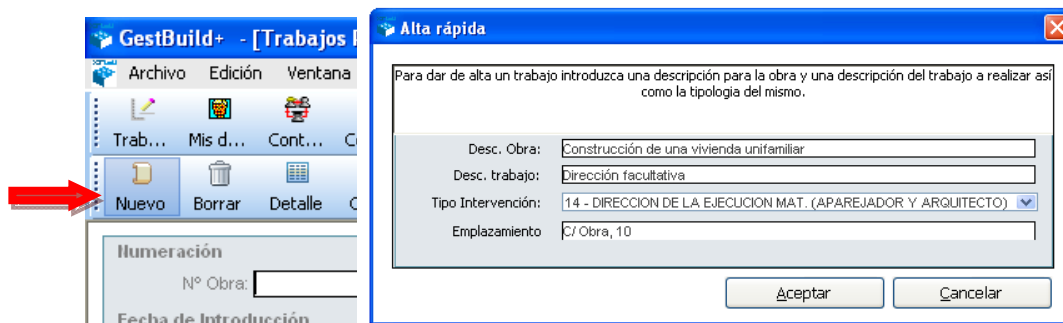 GestBuild+ - [Trabajos
Archivo Edición Ventana
Trab... Mis d... Cont...
Nuevo Borrar Detalle
Numeración
Nº Obra:
Fecha de Introducción
Alta rápida
Para dar de alta un trabajo introduzca una descripción para la obra y una descripción del trabajo a realizar así
como la tipologia del mismo.
Desc. Obra: Construcción de una vivienda unifamiliar
Desc. trabajo: Dirección facultativa
Tipo Intervención: 14 - DIRECCION DE LA EJECUCION MAT. (APAREJADOR Y ARQUITECTO)
Emplazamiento C/ Obra, 10
Aceptar Cancelar